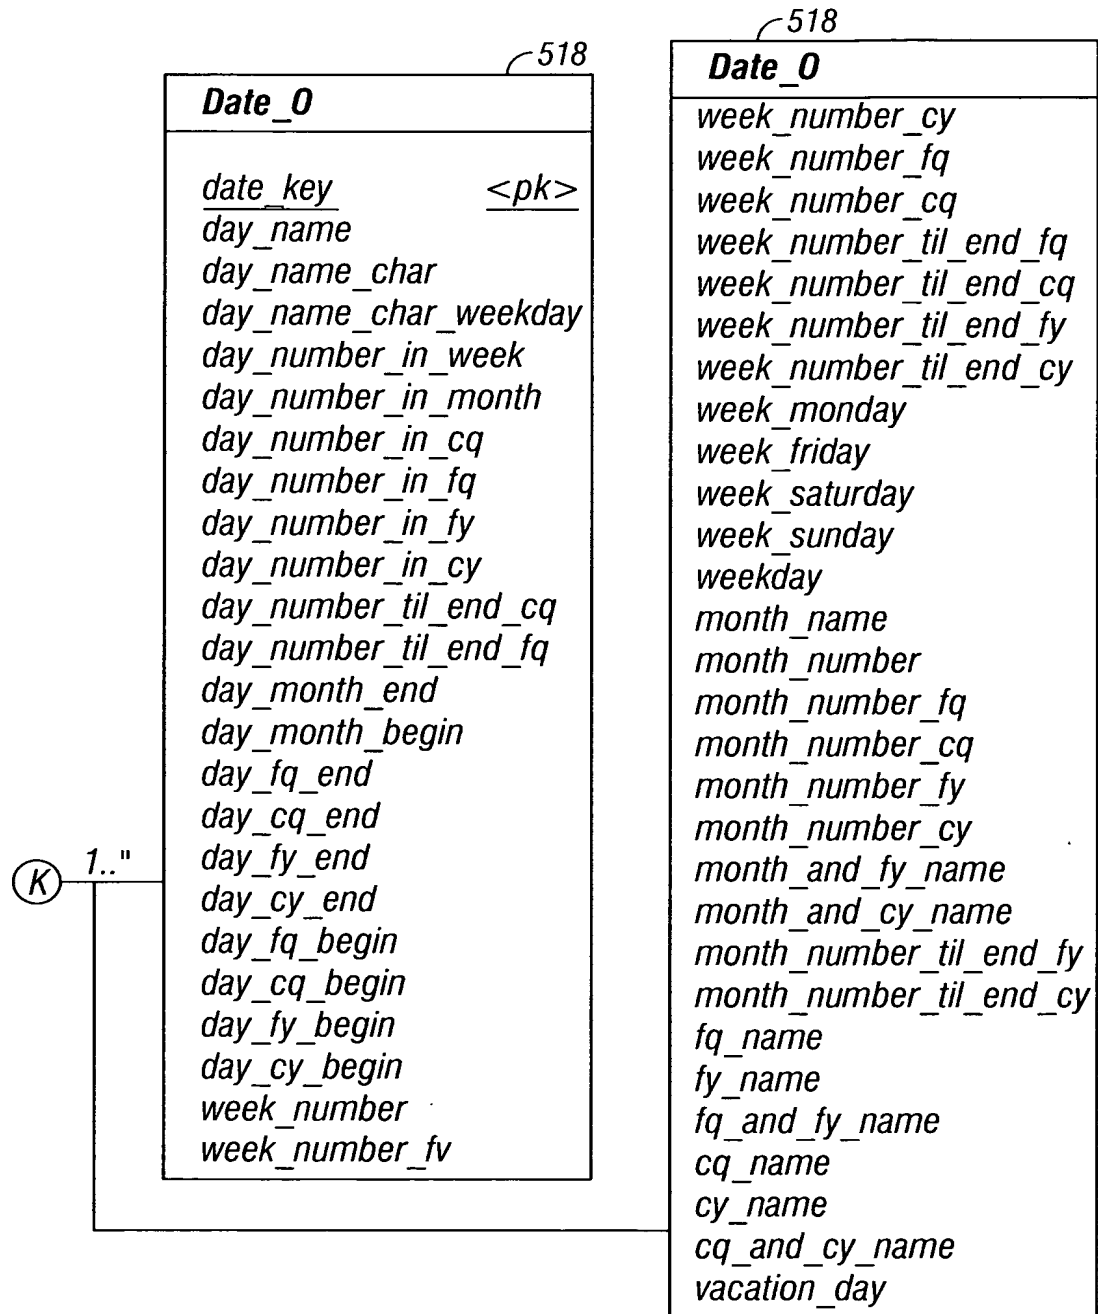 518
Date_0
date_key <pk>
day_name
day_name_char
day_name_char_weekday
day_number_in_week
day_number_in_month
day_number_in_cq
day_number_in_fq
day_number_in_fy
day_number_in_cy
day_number_til_end_cq
day_number_til_end_fq
day_month_end
day_month_begin
day_fq_end
day_cq_end
day_fy_end
day_cy_end
day_fq_begin
day_cq_begin
day_fy_begin
day_cy_begin
week_number
week_number_fv
K
1.."
518
Date_0
week_number_cy
week_number_fq
week_number_cq
week_number_til_end_fq
week_number_til_end_cq
week_number_til_end_fy
week_number_til_end_cy
week_monday
week_friday
week_saturday
week_sunday
weekday
month_name
month_number
month_number_fq
month_number_cq
month_number_fy
month_number_cy
month_and_fy_name
month_and_cy_name
month_number_til_end_fy
month_number_til_end_cy
fq_name
fy_name
fq_and_fy_name
cq_name
cy_name
cq_and_cy_name
vacation_day